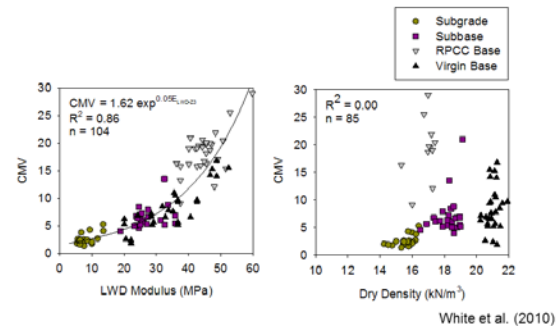 Subgrade
Subbase
RPCC Base
Virgin Base
CMV = 1.62 exp^0.05E_LWD-Z3
R² = 0.86
n = 104
CMV
30
25
20
15
10
5
0
0 10 20 30 40 50 60
LWD Modulus (MPa)
R² = 0.00
n = 85
CMV
30
25
20
15
10
5
0
10 12 14 16 18 20 22
Dry Density (kN/m³)
White et al. (2010)